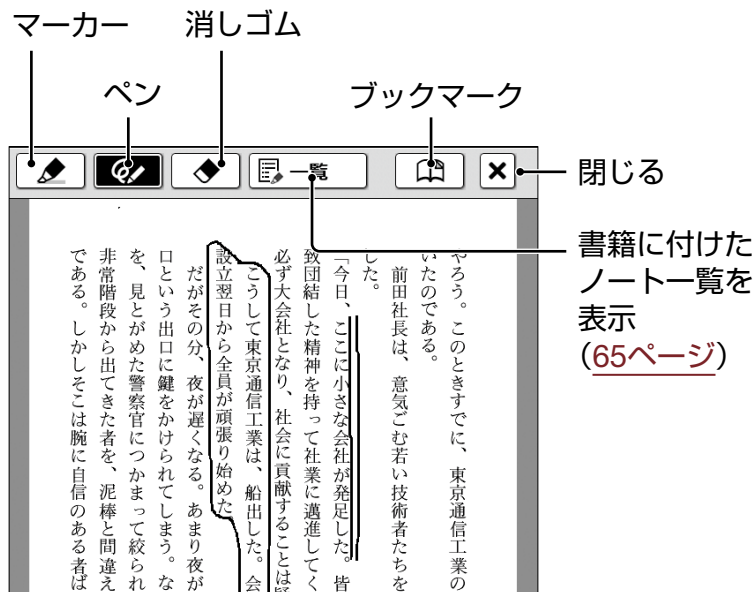 マーカー
消しゴム
ペン
ブックマーク
一覧
閉じる
書籍に付けた
ノート一覧を
表示
(65ページ)
やろう。このときすでに、東京通信工業の
いたのである。
前田社長は、意気ごむ若い技術者たちを
した。
「今日、ここに小さな会社が発足した。皆
致団結した精神を持って社業に邁進してく
必ず大会社となり、社会に貢献することは疑
こうして東京通信工業は、船出した。会
設立翌日から全員が頑張り始めた
だがその分、夜が遅くなる。あまり夜が
口という出口に鍵をかけられてしまう。な
を、見とがめた警察官につかまって絞られ
非常階段から出てきた者を、泥棒と間違え
である。しかしそこは腕に自信のある者ば